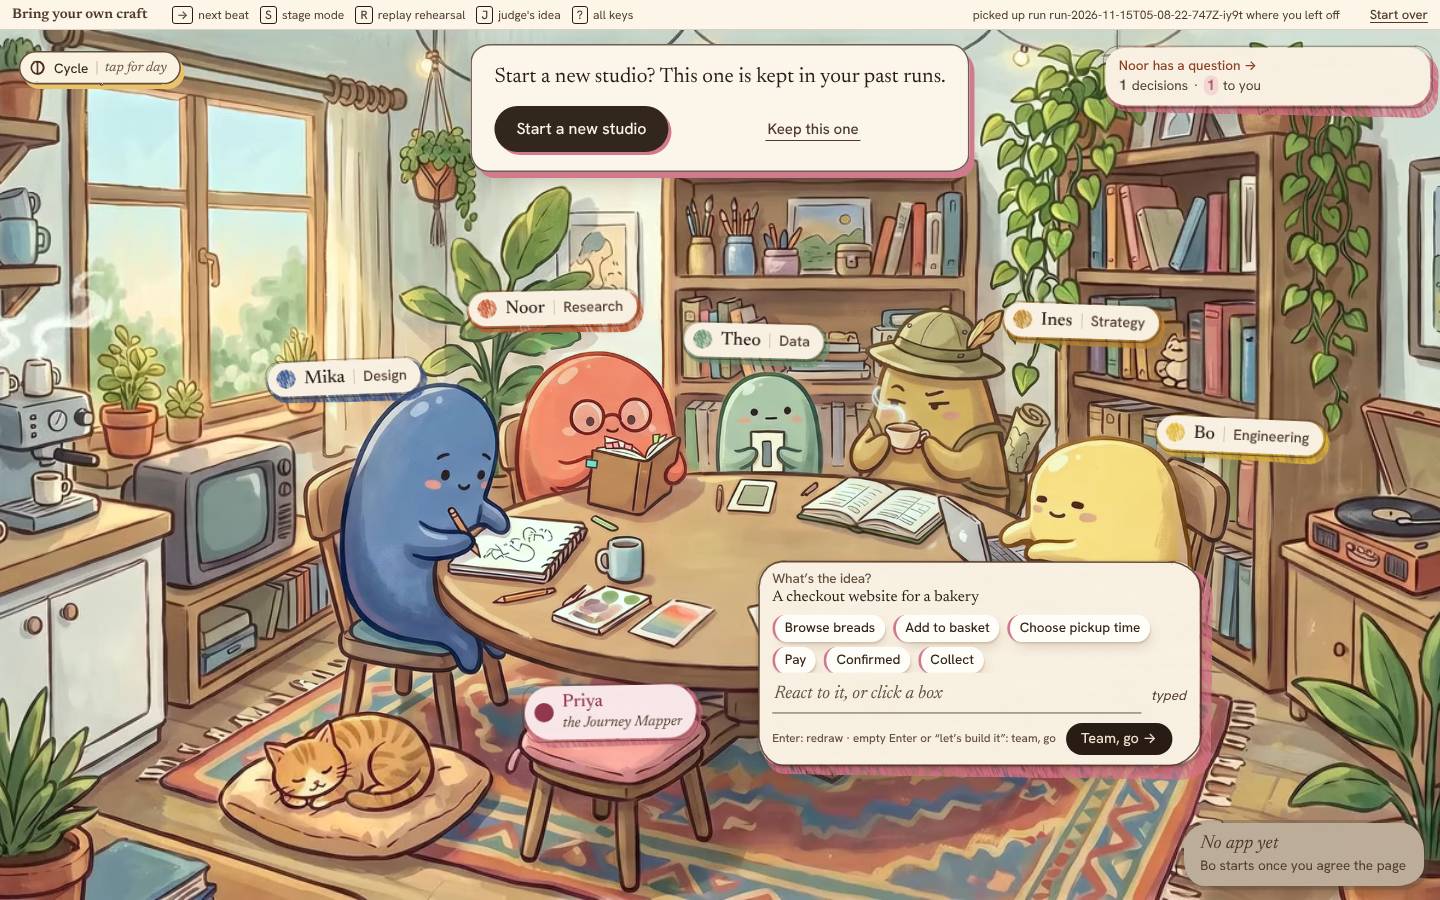 Bring your own craft → next beat S stage mode R replay rehearsal J judge's idea ? all keys picked up run run-2026-11-15T05-08-22-747Z-iy9t where you left off Start over
Cycle | tap for day
Start a new studio? This one is kept in your past runs.
Start a new studio Keep this one
Noor has a question →
1 decisions · 1 to you
Noor | Research
Ines | Strategy
Theo | Data
Mika | Design
Bo | Engineering
What's the idea?
A checkout website for a bakery
Browse breads Add to basket Choose pickup time
Pay Confirmed Collect
React to it, or click a box typed
Enter: redraw · empty Enter or “let's build it”: team, go Team, go →
Priya
the Journey Mapper
No app yet
Bo starts once you agree the page